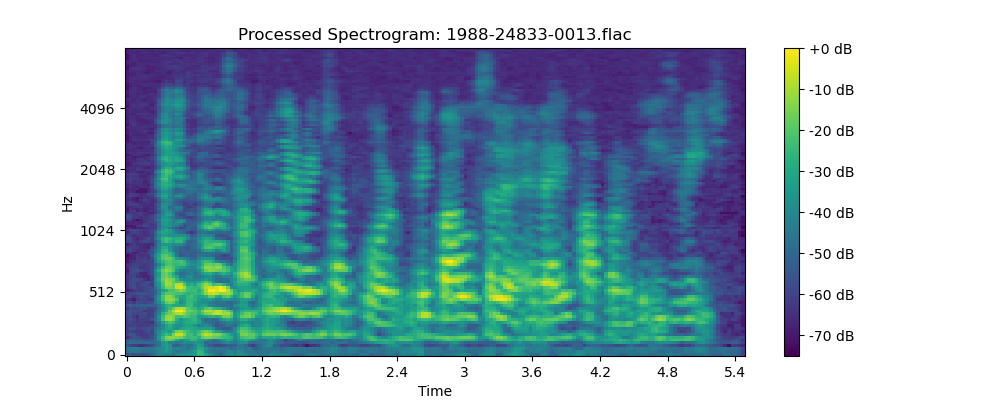 Processed Spectrogram: 1988-24833-0013.flac
+0 dB
4096
-10 dB
-20 dB
2048
-30 dB
Hz
1024
-40 dB
-50 dB
512
-60 dB
-70 dB
0
0 0.6 1.2 1.8 2.4 3 3.6 4.2 4.8 5.4
Time